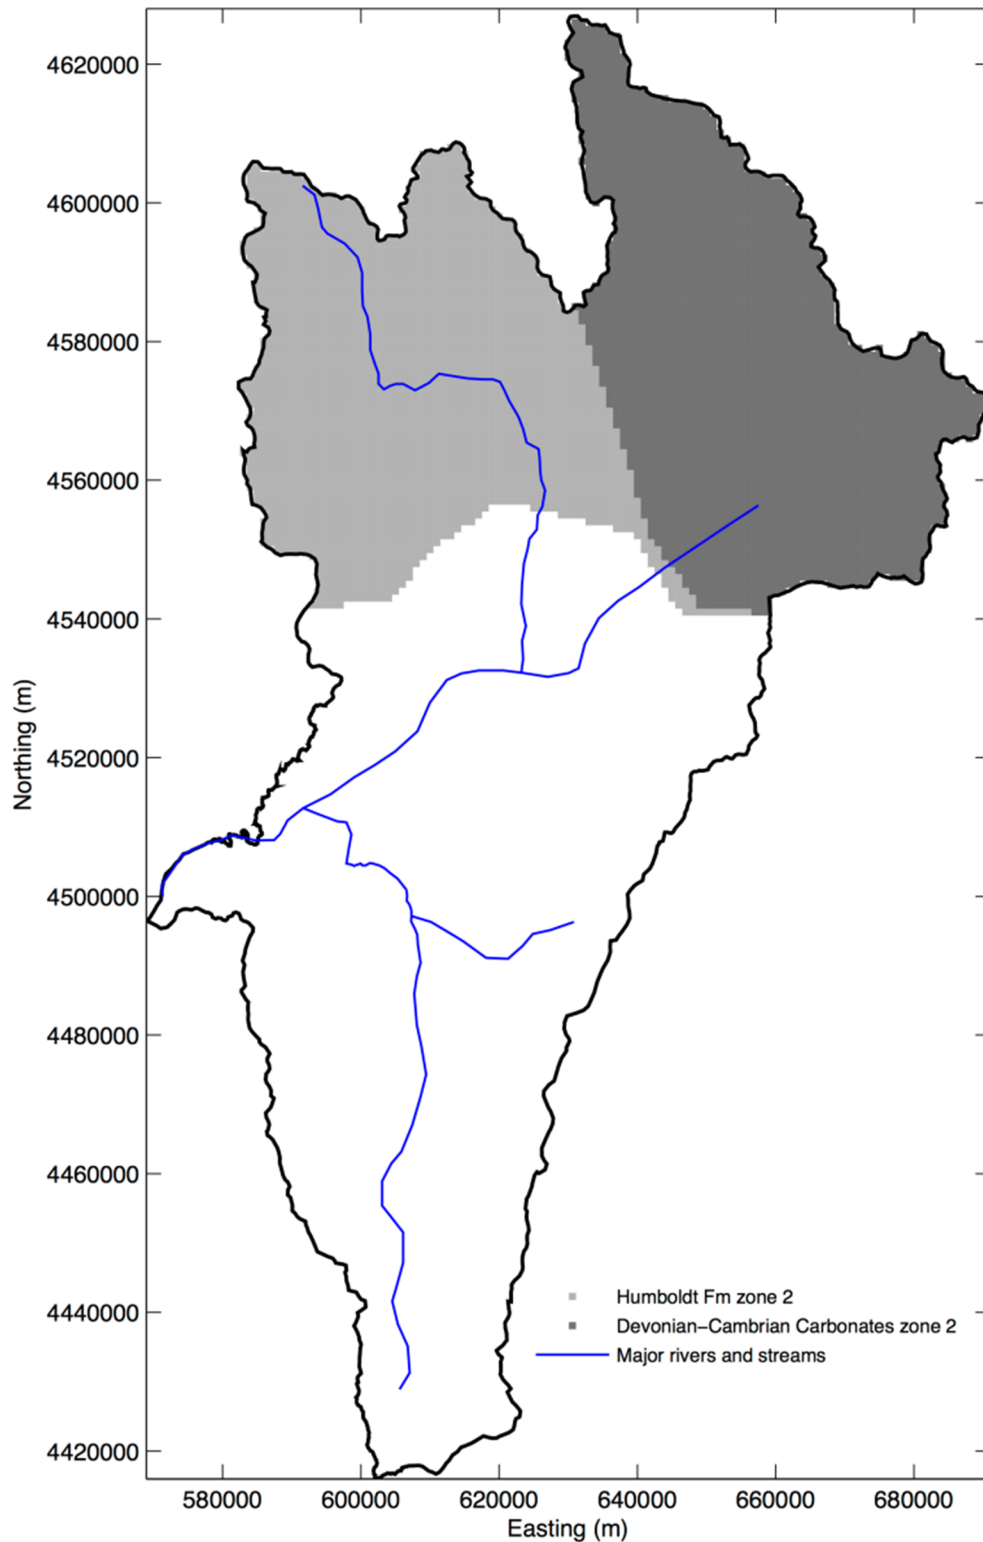 4620000
4600000
4580000
4560000
4540000
4520000
4500000
4480000
4460000
4440000
4420000
Northing (m)
Humboldt Fm zone 2
Devonian−Cambrian Carbonates zone 2
Major rivers and streams
580000 600000 620000 640000 660000 680000
Easting (m)